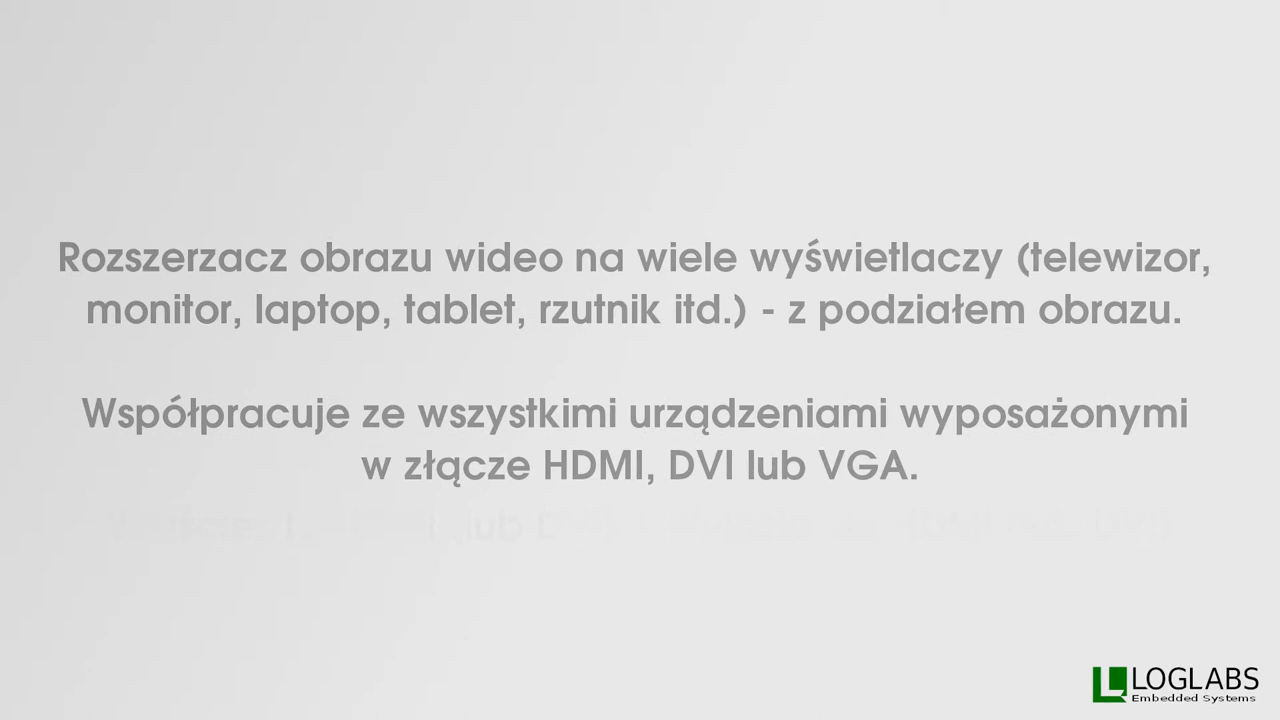 Rozszerzacz obrazu wideo na wiele wyświetlaczy (telewizor,
monitor, laptop, tablet, rzutnik itd.) - z podziałem obrazu.
Współpracuje ze wszystkimi urządzeniami wyposażonymi
w złącze HDMI, DVI lub VGA.
LOGLABS
Embedded Systems